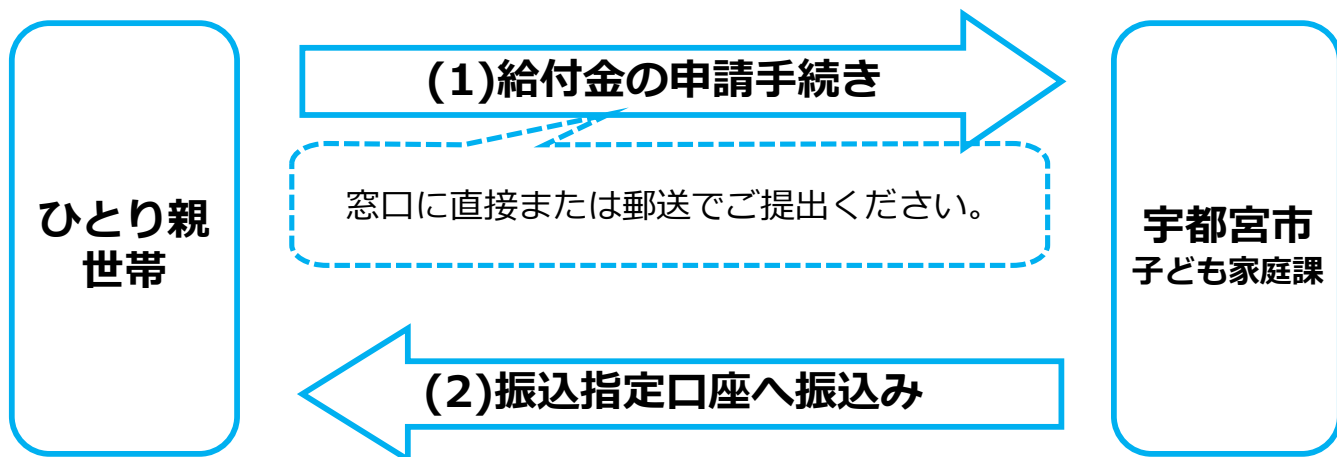 ひとり親
世帯
(1)給付金の申請手続き
窓口に直接または郵送でご提出ください。
(2)振込指定口座へ振込み
宇都宮市
子ども家庭課